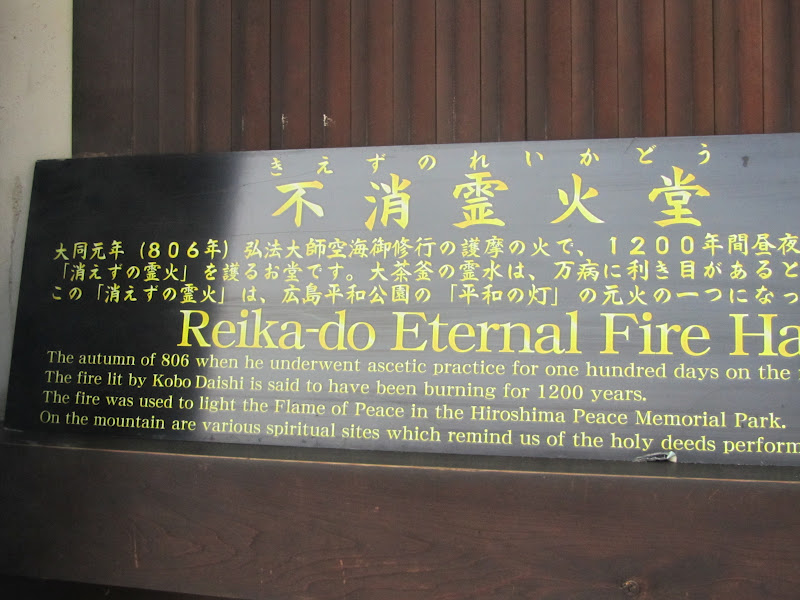 きえずのれいかどう
不消霊火堂
大同元年（８０６年）弘法大師空海御修行の護摩の火で、１２００年間昼夜
「消えずの霊火」を護るお堂です。大茶釜の霊水は、万病に利き目があると
この「消えずの霊火」は、広島平和公園の「平和の灯」の元火の一つになっ
Reika-do Eternal Fire Ha
The autumn of 806 when he underwent ascetic practice for one hundred days on the
The fire lit by Kobo Daishi is said to have been burning for 1200 years.
The fire was used to light the Flame of Peace in the Hiroshima Peace Memorial Park.
On the mountain are various spiritual sites which remind us of the holy deeds perform